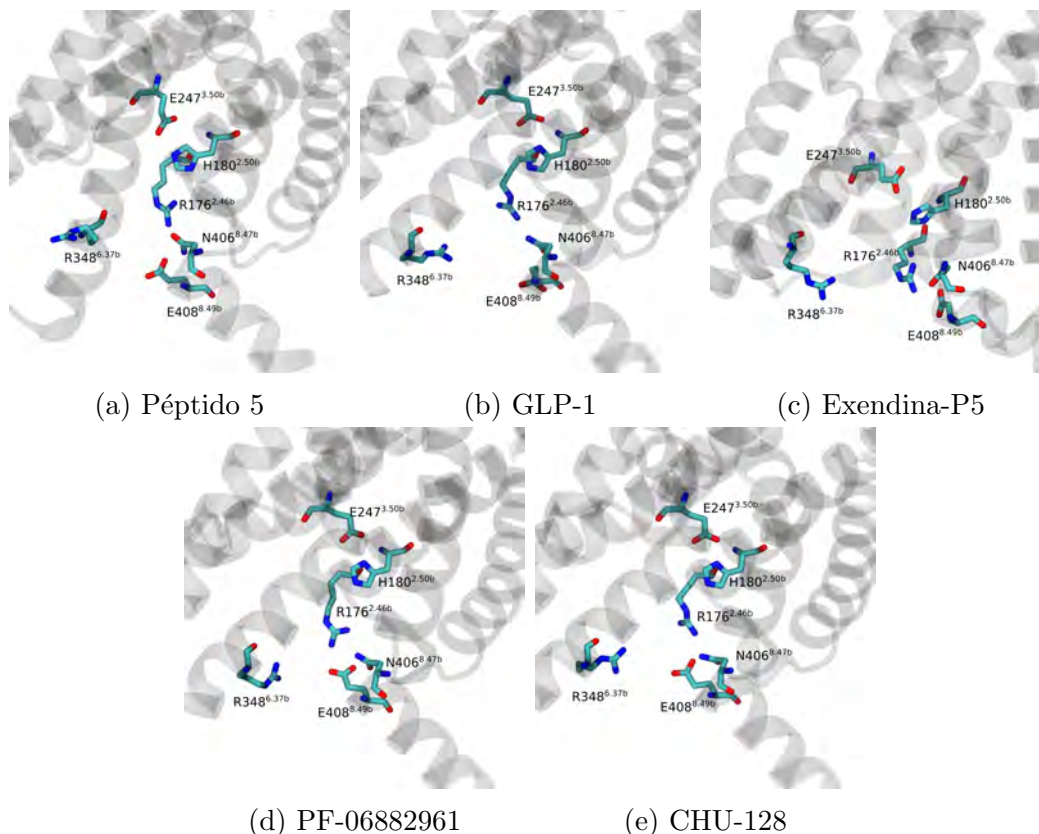 E247³·⁵⁰ᵇ
H180²·⁵⁰ᵇ
R176²·⁴⁶ᵇ
R348⁶·³⁷ᵇ
N406⁸·⁴⁷ᵇ
E408⁸·⁴⁹ᵇ
(a) Péptido 5
E247³·⁵⁰ᵇ
H180²·⁵⁰ᵇ
R176²·⁴⁶ᵇ
N406⁸·⁴⁷ᵇ
R348⁶·³⁷ᵇ
E408⁸·⁴⁹ᵇ
(b) GLP-1
E247³·⁵⁰ᵇ
H180²·⁵⁰ᵇ
R176²·⁴⁶ᵇ
N406⁸·⁴⁷ᵇ
R348⁶·³⁷ᵇ
E408⁸·⁴⁹ᵇ
(c) Exendina-P5
E247³·⁵⁰ᵇ
H180²·⁵⁰ᵇ
R176²·⁴⁶ᵇ
N406⁸·⁴⁷ᵇ
R348⁶·³⁷ᵇ
E408⁸·⁴⁹ᵇ
(d) PF-06882961
E247³·⁵⁰ᵇ
H180²·⁵⁰ᵇ
R176²·⁴⁶ᵇ
N406⁸·⁴⁷ᵇ
R348⁶·³⁷ᵇ
E408⁸·⁴⁹ᵇ
(e) CHU-128